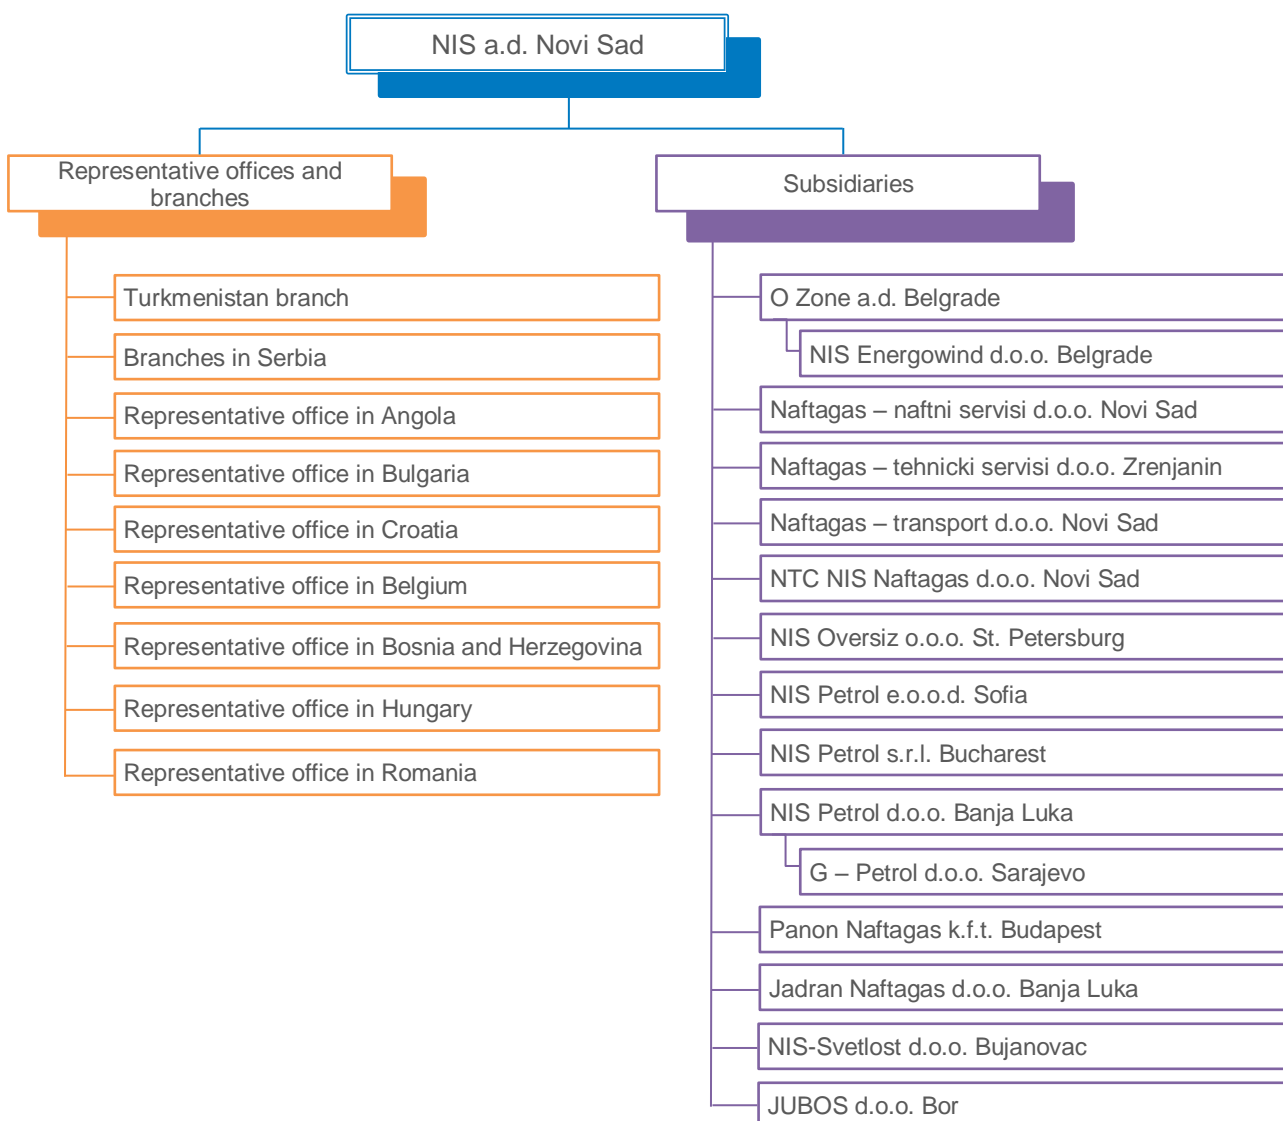 NIS a.d. Novi Sad
Representative offices and
branches
Turkmenistan branch
Branches in Serbia
Representative office in Angola
Representative office in Bulgaria
Representative office in Croatia
Representative office in Belgium
Representative office in Bosnia and Herzegovina
Representative office in Hungary
Representative office in Romania
Subsidiaries
O Zone a.d. Belgrade
NIS Energowind d.o.o. Belgrade
Naftagas – naftni servisi d.o.o. Novi Sad
Naftagas – tehnicki servisi d.o.o. Zrenjanin
Naftagas – transport d.o.o. Novi Sad
NTC NIS Naftagas d.o.o. Novi Sad
NIS Oversiz o.o.o. St. Petersburg
NIS Petrol e.o.o.d. Sofia
NIS Petrol s.r.l. Bucharest
NIS Petrol d.o.o. Banja Luka
G – Petrol d.o.o. Sarajevo
Panon Naftagas k.f.t. Budapest
Jadran Naftagas d.o.o. Banja Luka
NIS-Svetlost d.o.o. Bujanovac
JUBOS d.o.o. Bor